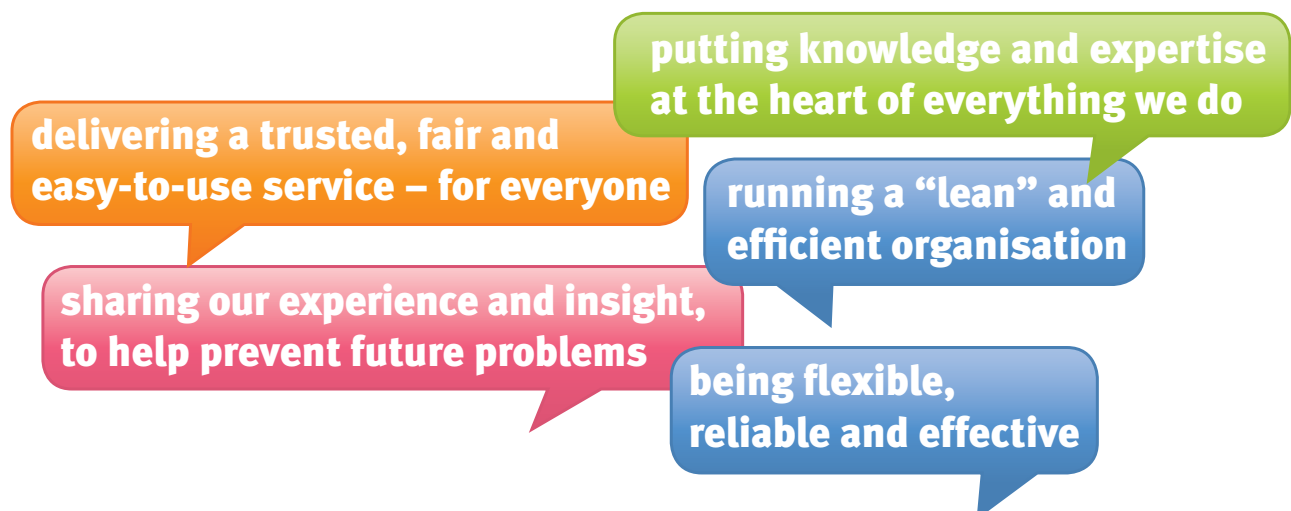 putting knowledge and expertise
at the heart of everything we do
delivering a trusted, fair and
easy-to-use service – for everyone
running a “lean” and
efficient organisation
sharing our experience and insight,
to help prevent future problems
being flexible,
reliable and effective